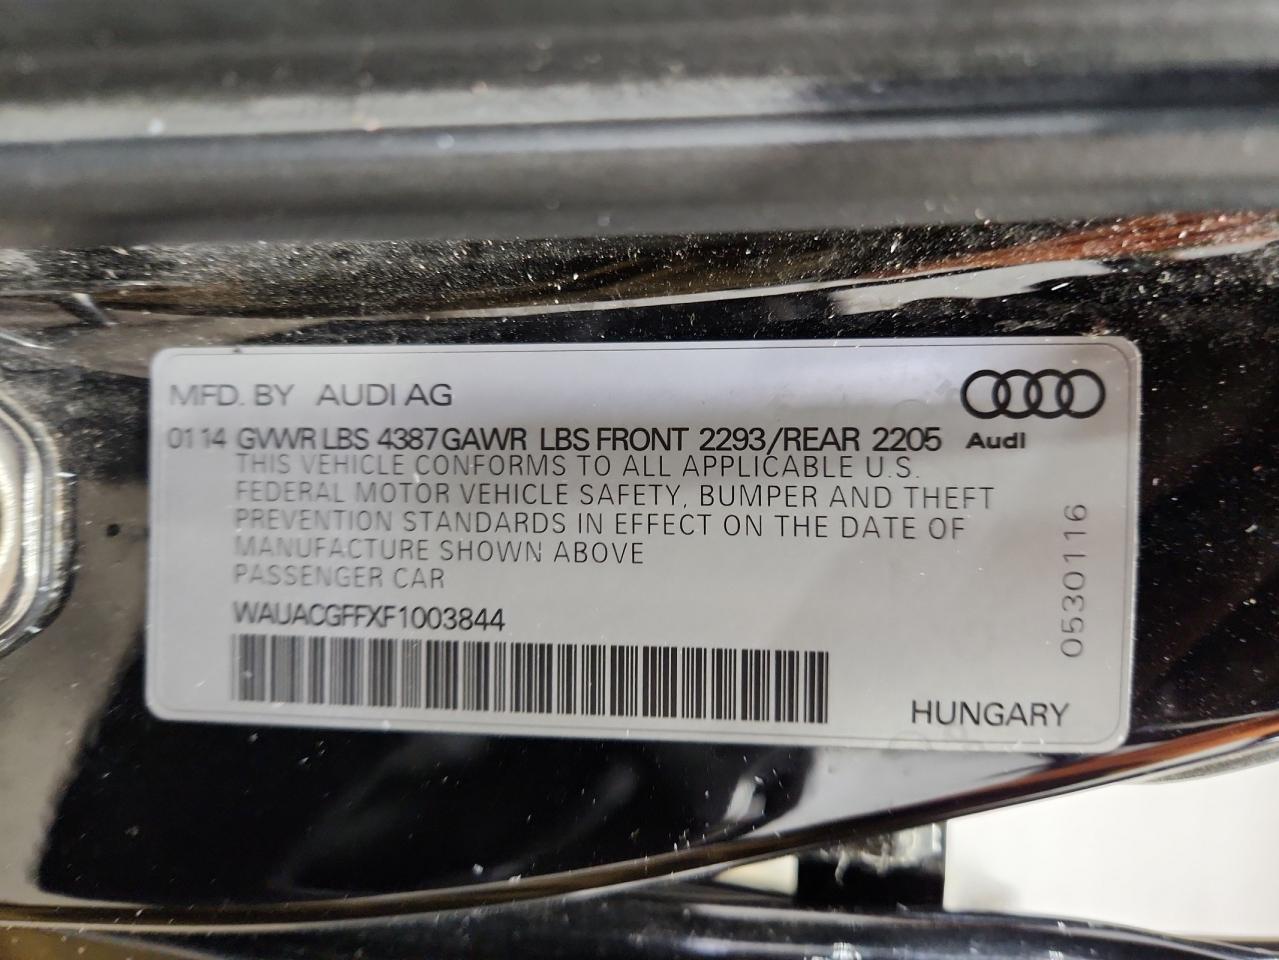 MFD. BY AUDI AG
0114 GVWR LBS 4387 GAWR LBS FRONT 2293/REAR 2205
Audi
THIS VEHICLE CONFORMS TO ALL APPLICABLE U.S.
FEDERAL MOTOR VEHICLE SAFETY, BUMPER AND THEFT
PREVENTION STANDARDS IN EFFECT ON THE DATE OF
MANUFACTURE SHOWN ABOVE
PASSENGER CAR
WAUACGFFXF1003844
0530116
HUNGARY